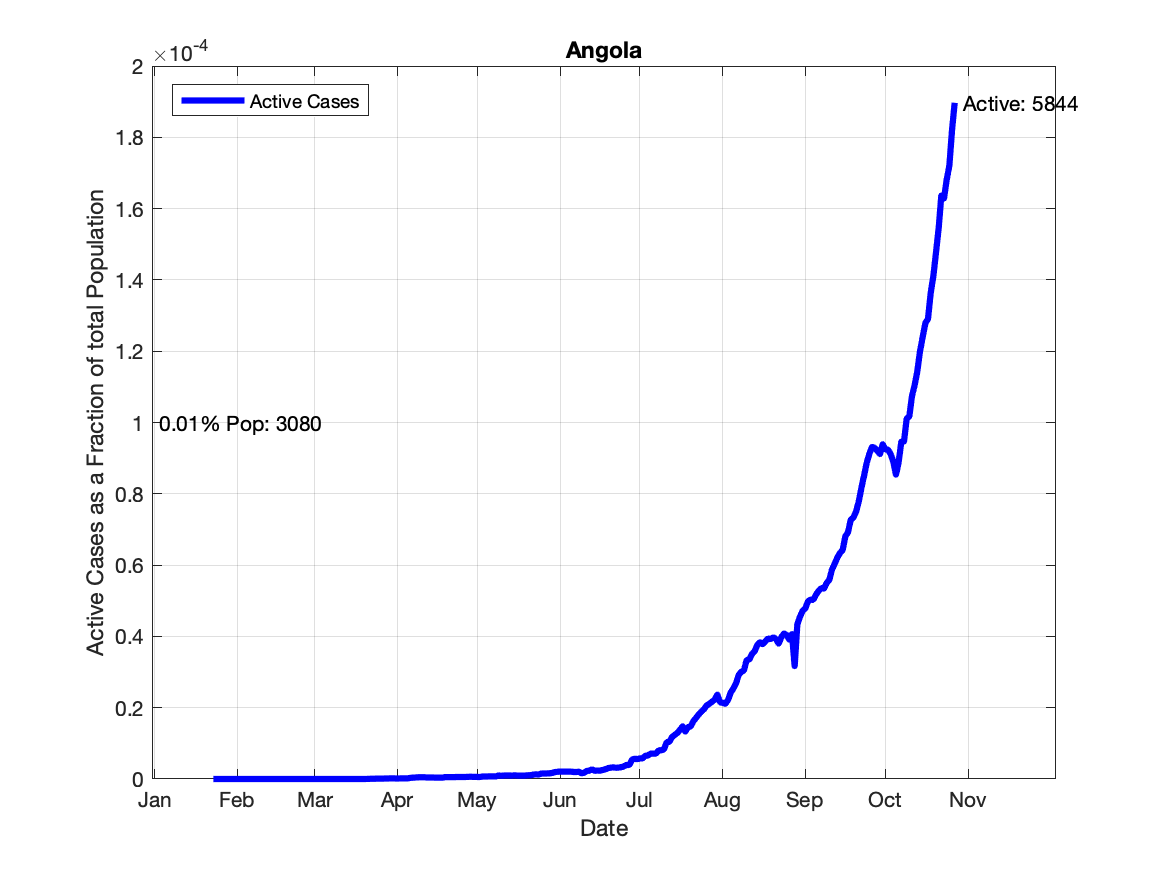 Angola
×10-4
2
1.8
1.6
1.4
1.2
1
0.8
0.6
0.4
0.2
0
Active Cases as a Fraction of total Population
Active Cases
Active: 5844
0.01% Pop: 3080
Jan Feb Mar Apr May Jun Jul Aug Sep Oct Nov
Date